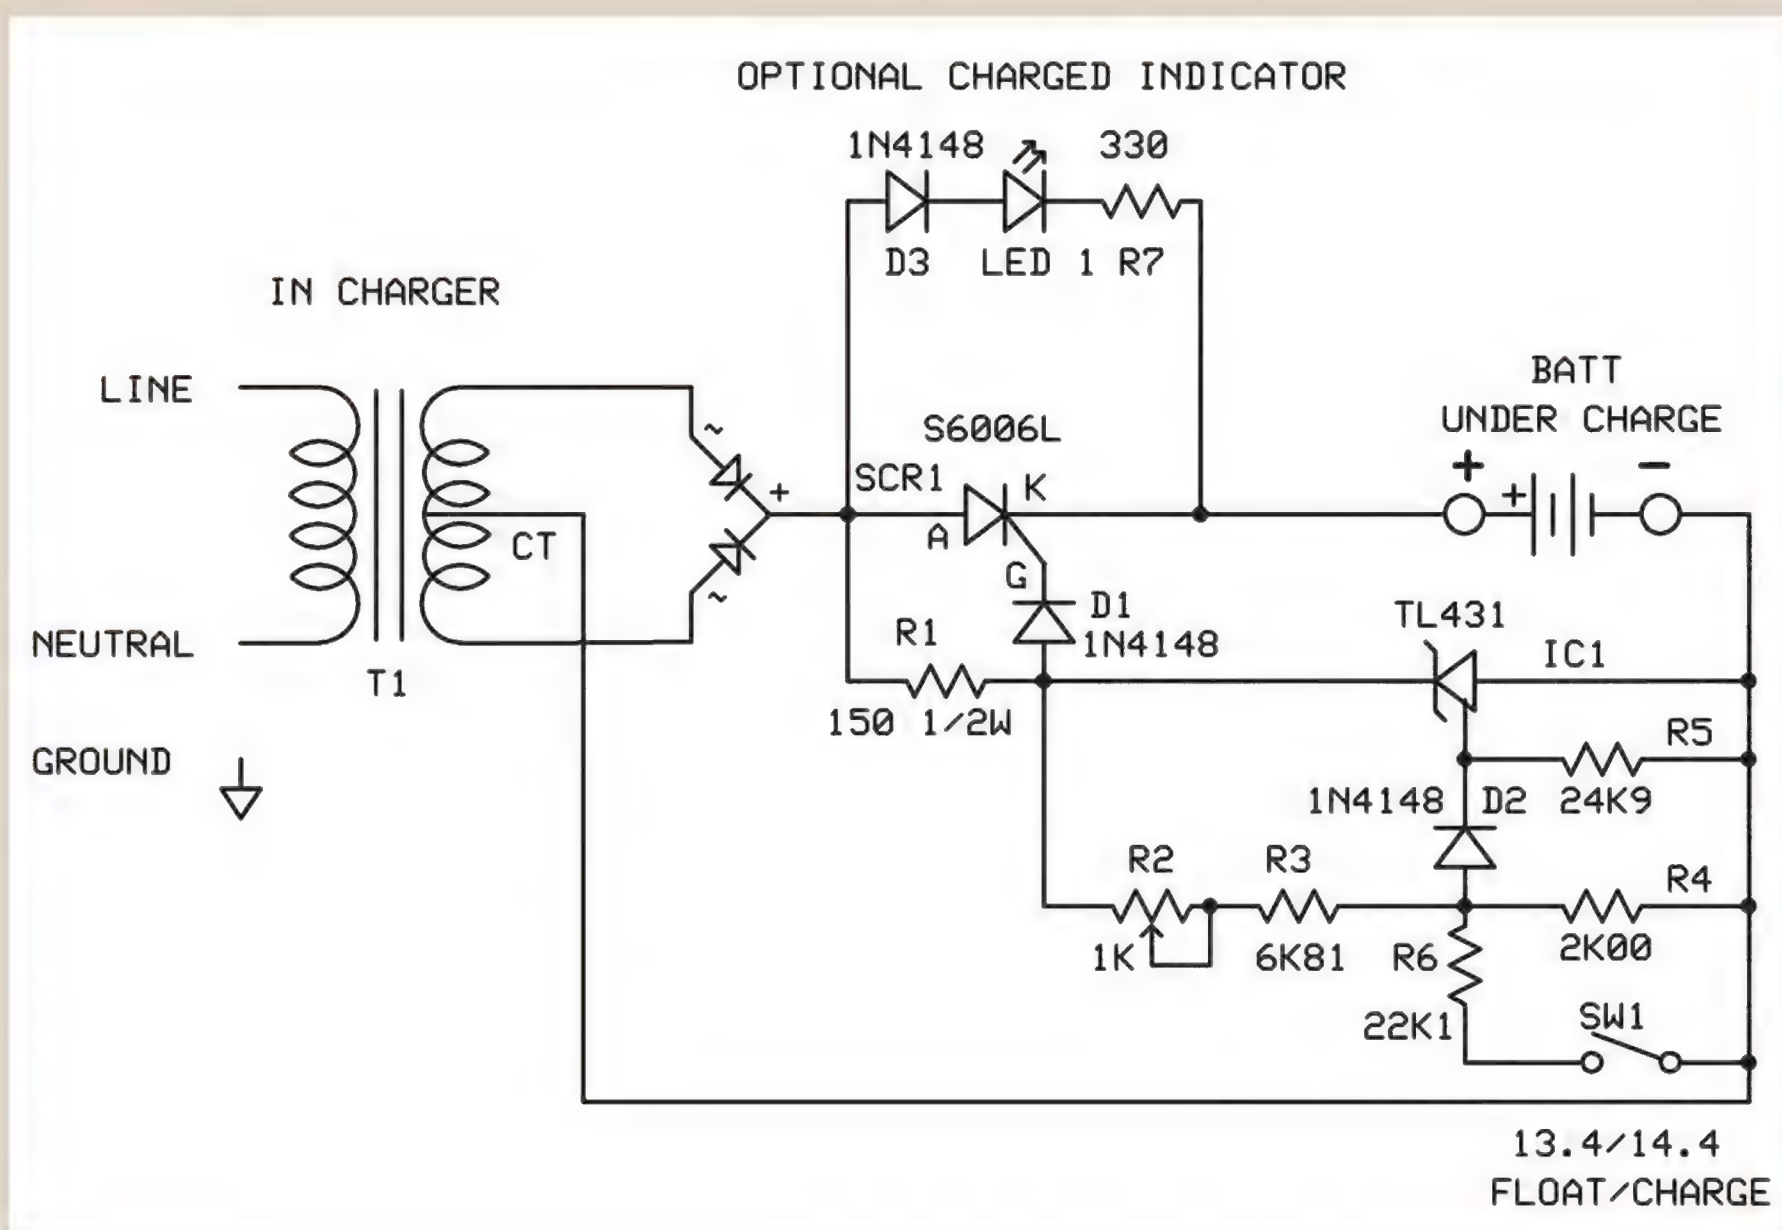 OPTIONAL CHARGED INDICATOR
1N4148
330
D3
LED 1
R7
IN CHARGER
LINE
NEUTRAL
T1
GROUND
CT
~
~
+
S6006L
SCR1
K
A
G
D1
1N4148
R1
150 1/2W
BATT
UNDER CHARGE
+
-
+
TL431
IC1
R5
24K9
1N4148
D2
R2
1K
R3
6K81
R4
2K00
R6
22K1
SW1
13.4/14.4
FLOAT/CHARGE